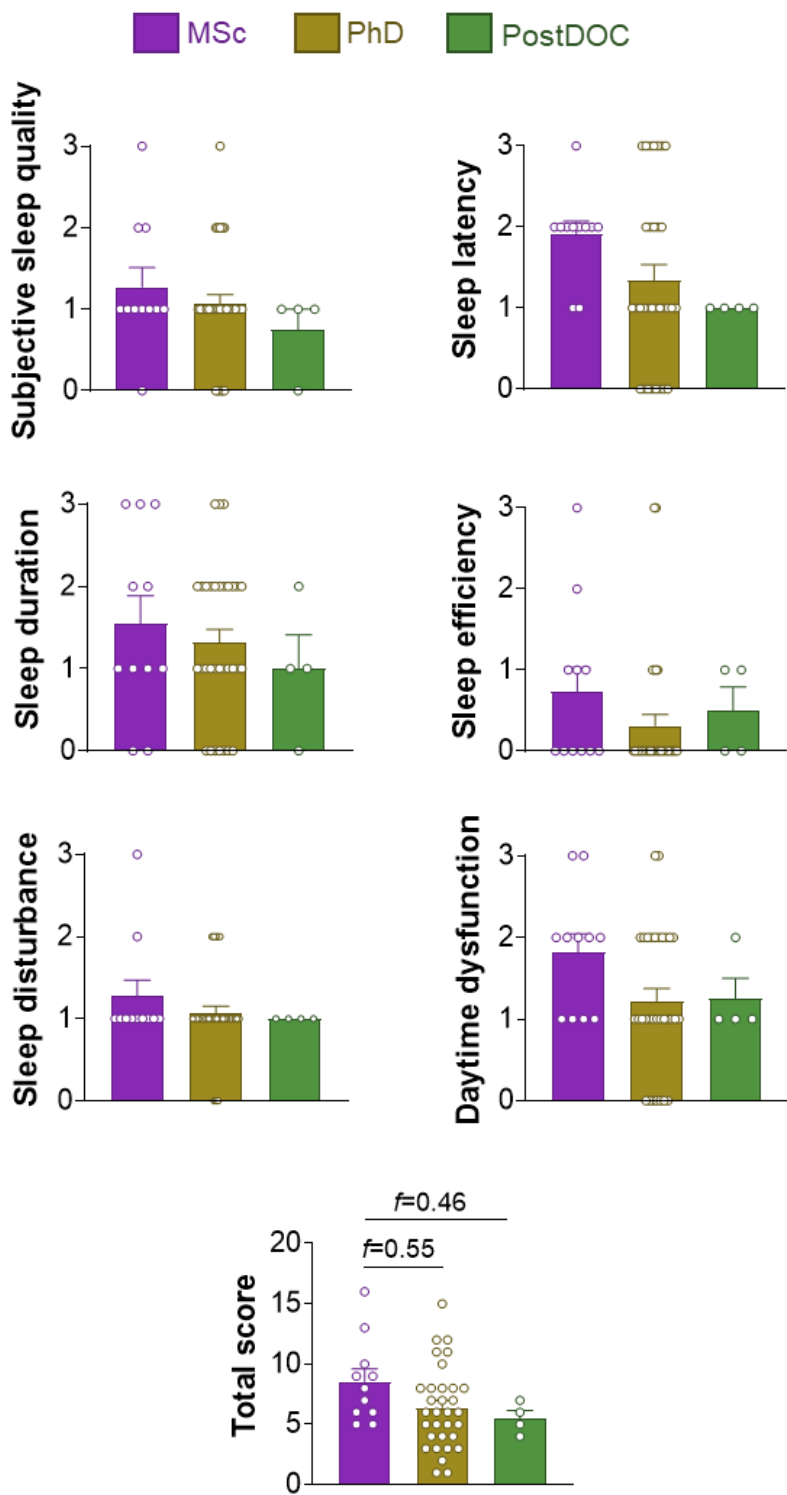 MSc PhD PostDOC
Subjective sleep quality
3
2
1
0
Sleep latency
3
2
1
0
Sleep duration
3
2
1
0
Sleep efficiency
3
2
1
0
Sleep disturbance
3
2
1
0
Daytime dysfunction
3
2
1
0
Total score
f=0.46
f=0.55
20
15
10
5
0